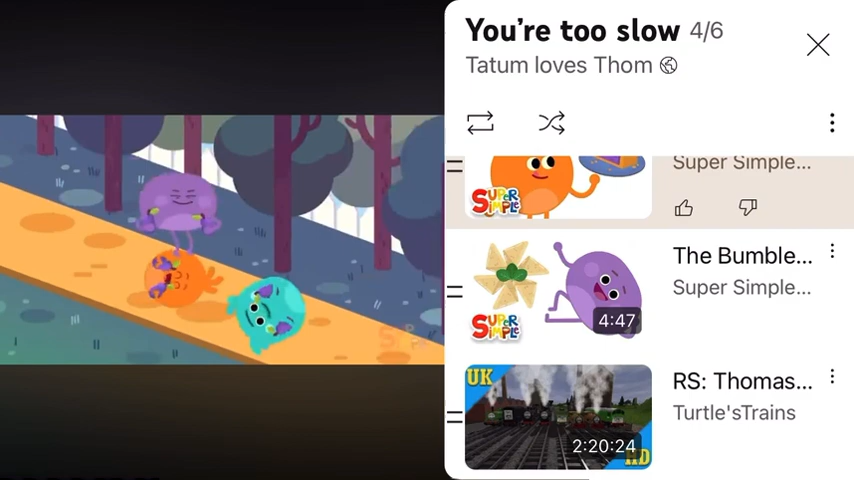 You're too slow 4/6
Tatum loves Thom
Super Simple...
SUPER
SIMPLE
The Bumble...
Super Simple...
SUPER
SIMPLE
4:47
UK
RS: Thomas...
Turtle'sTrains
2:20:24
HD